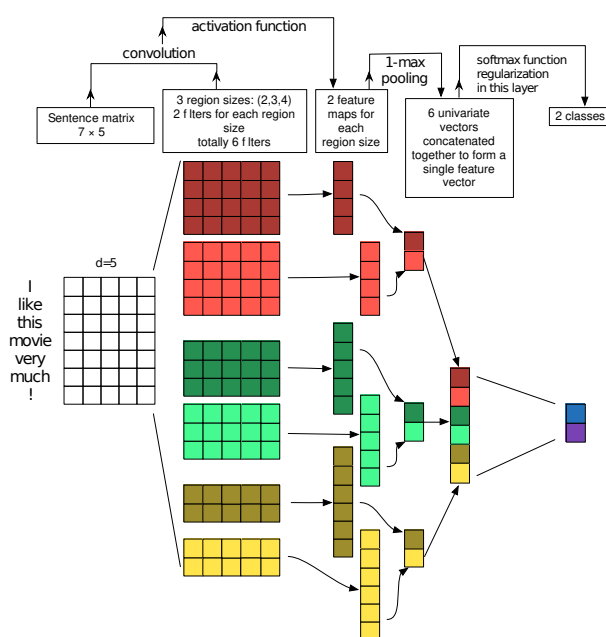 activation function
convolution
1-max
pooling
softmax function
regularization
in this layer
Sentence matrix
7 × 5
3 region sizes: (2,3,4)
2 f lters for each region
size
totally 6 f lters
2 feature
maps for
each
region size
6 univariate
vectors
concatenated
together to form a
single feature
vector
2 classes
d=5
I
like
this
movie
very
much
!